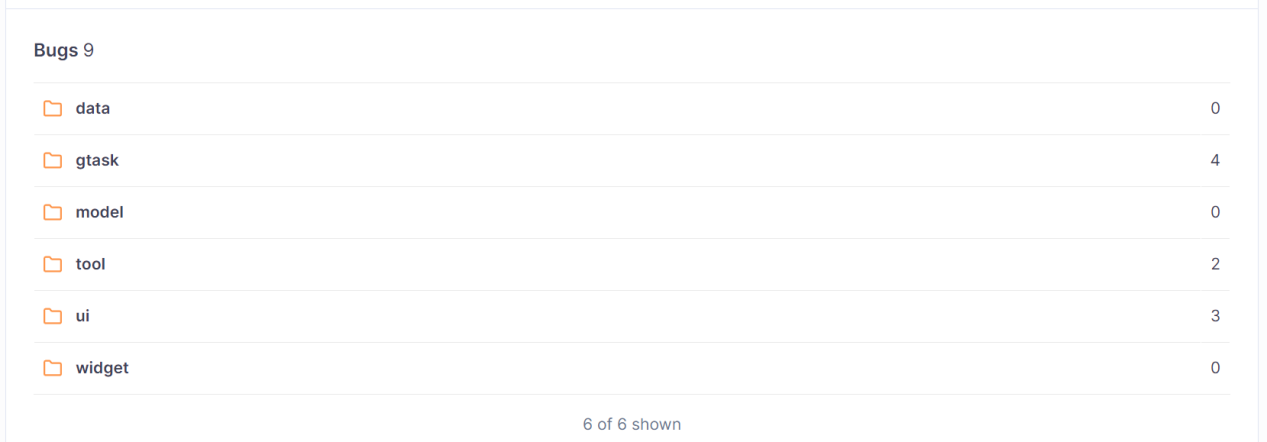 Bugs 9
data 0
gtask 4
model 0
tool 2
ui 3
widget 0
6 of 6 shown